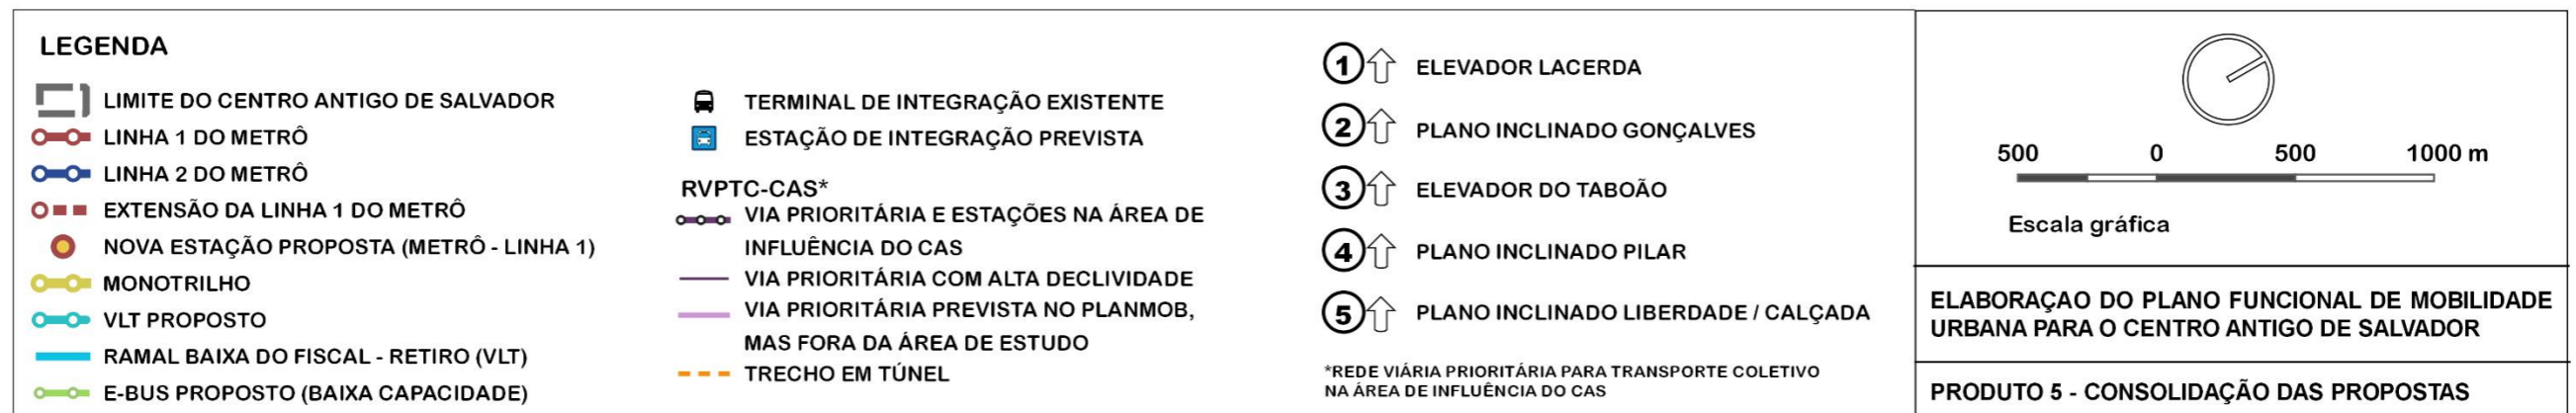 LEGENDA
LIMITE DO CENTRO ANTIGO DE SALVADOR
LINHA 1 DO METRÔ
LINHA 2 DO METRÔ
EXTENSÃO DA LINHA 1 DO METRÔ
NOVA ESTAÇÃO PROPOSTA (METRÔ - LINHA 1)
MONOTRILHO
VLT PROPOSTO
RAMAL BAIXA DO FISCAL - RETIRO (VLT)
E-BUS PROPOSTO (BAIXA CAPACIDADE)
TERMINAL DE INTEGRAÇÃO EXISTENTE
ESTAÇÃO DE INTEGRAÇÃO PREVISTA
RVPTC-CAS*
VIA PRIORITÁRIA E ESTAÇÕES NA ÁREA DE
INFLUÊNCIA DO CAS
VIA PRIORITÁRIA COM ALTA DECLIVIDADE
VIA PRIORITÁRIA PREVISTA NO PLANMOB,
MAS FORA DA ÁREA DE ESTUDO
TRECHO EM TÚNEL
1 ELEVADOR LACERDA
2 PLANO INCLINADO GONÇALVES
3 ELEVADOR DO TABOÃO
4 PLANO INCLINADO PILAR
5 PLANO INCLINADO LIBERDADE / CALÇADA
*REDE VIÁRIA PRIORITÁRIA PARA TRANSPORTE COLETIVO
NA ÁREA DE INFLUÊNCIA DO CAS
500 0 500 1000 m
Escala gráfica
ELABORAÇAO DO PLANO FUNCIONAL DE MOBILIDADE
URBANA PARA O CENTRO ANTIGO DE SALVADOR
PRODUTO 5 - CONSOLIDAÇÃO DAS PROPOSTAS